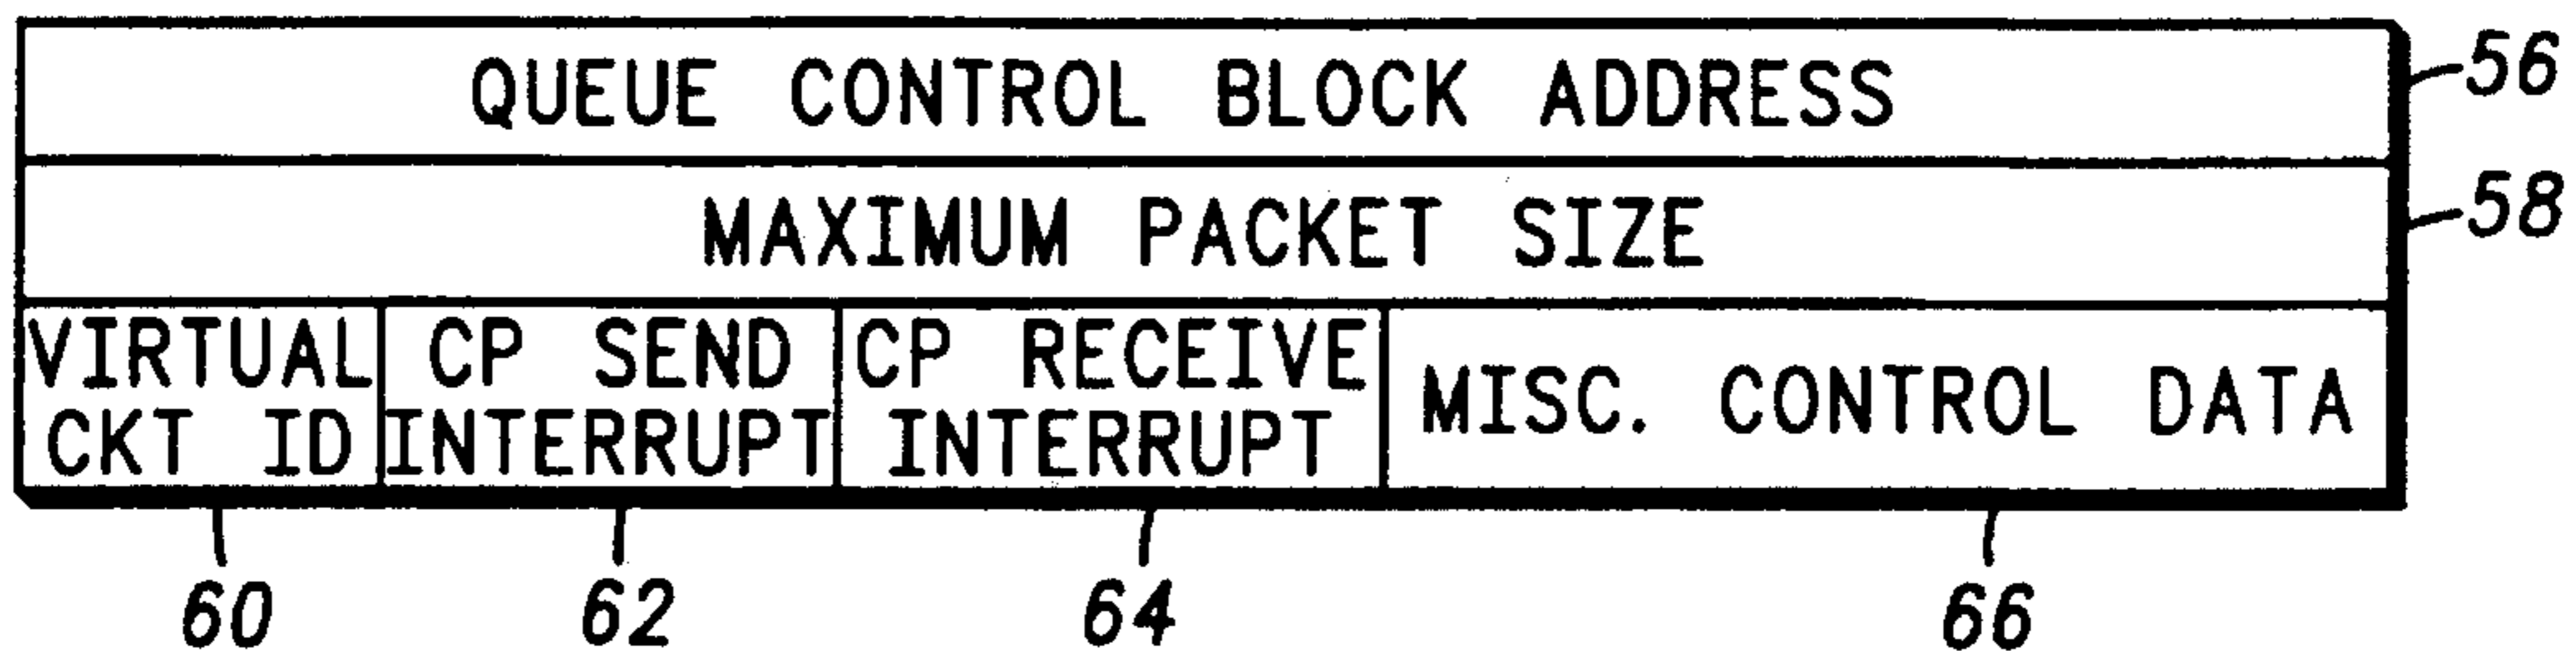 QUEUE CONTROL BLOCK ADDRESS
56
MAXIMUM PACKET SIZE
58
VIRTUAL
CKT ID
CP SEND
INTERRUPT
CP RECEIVE
INTERRUPT
MISC. CONTROL DATA
60
62
64
66